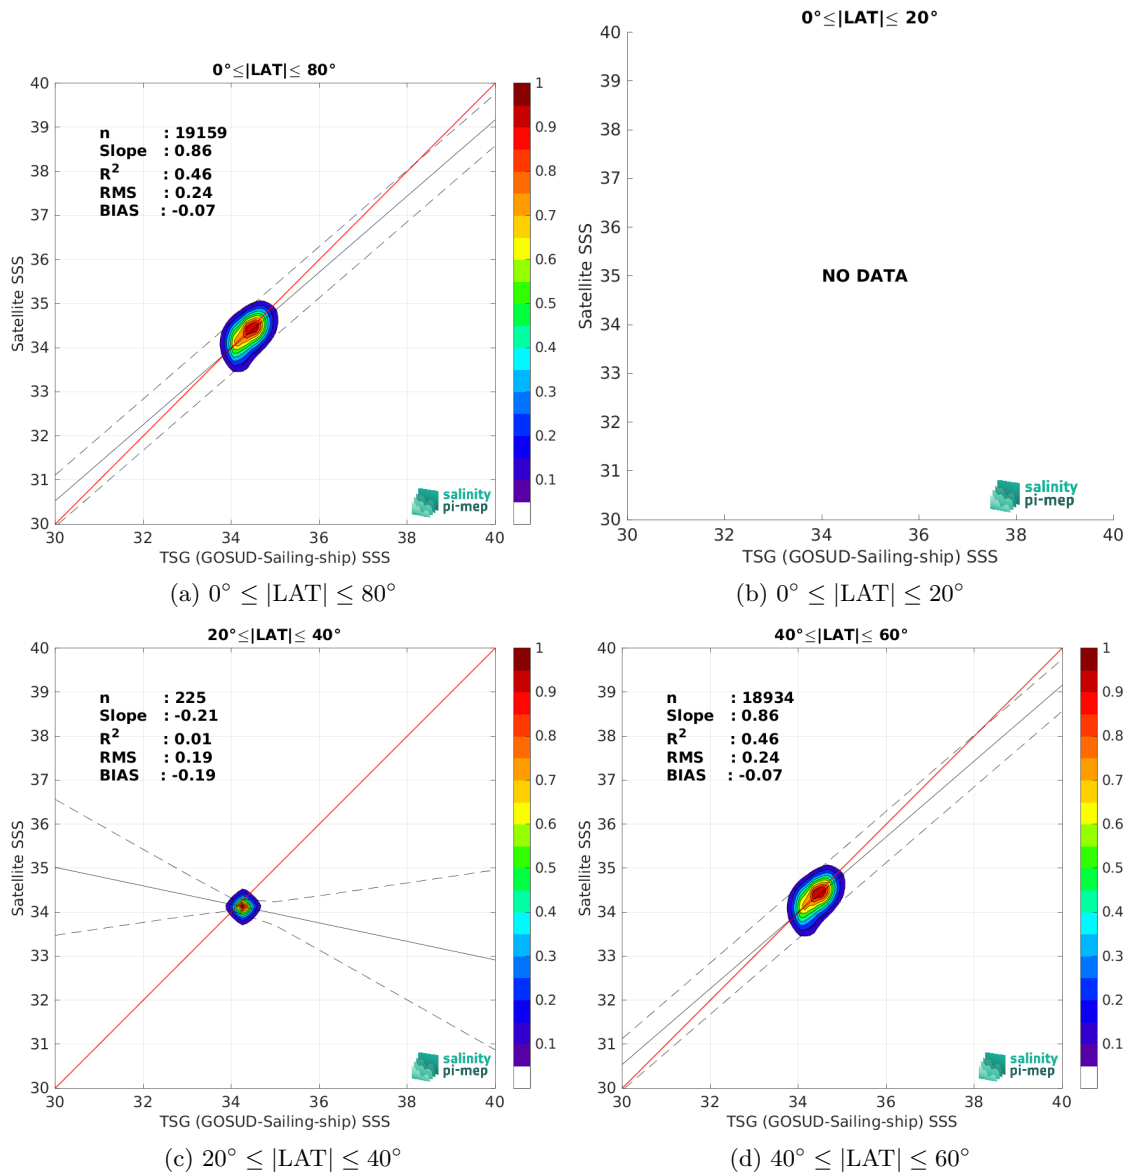 0°≤|LAT|≤ 80°
n : 19159
Slope : 0.86
R² : 0.46
RMS : 0.24
BIAS : -0.07
40
39
38
37
36
35
34
33
32
31
30
Satellite SSS
30 32 34 36 38 40
TSG (GOSUD-Sailing-ship) SSS
1
0.9
0.8
0.7
0.6
0.5
0.4
0.3
0.2
0.1
salinity
pi-mep
(a) 0° ≤ |LAT| ≤ 80°
0°≤|LAT|≤ 20°
40
39
38
37
36
35
34
33
32
31
30
Satellite SSS
NO DATA
30 32 34 36 38 40
TSG (GOSUD-Sailing-ship) SSS
salinity
pi-mep
(b) 0° ≤ |LAT| ≤ 20°
20°≤|LAT|≤ 40°
n : 225
Slope : -0.21
R² : 0.01
RMS : 0.19
BIAS : -0.19
40
39
38
37
36
35
34
33
32
31
30
Satellite SSS
30 32 34 36 38 40
TSG (GOSUD-Sailing-ship) SSS
1
0.9
0.8
0.7
0.6
0.5
0.4
0.3
0.2
0.1
salinity
pi-mep
(c) 20° ≤ |LAT| ≤ 40°
40°≤|LAT|≤ 60°
n : 18934
Slope : 0.86
R² : 0.46
RMS : 0.24
BIAS : -0.07
40
39
38
37
36
35
34
33
32
31
30
Satellite SSS
30 32 34 36 38 40
TSG (GOSUD-Sailing-ship) SSS
1
0.9
0.8
0.7
0.6
0.5
0.4
0.3
0.2
0.1
salinity
pi-mep
(d) 40° ≤ |LAT| ≤ 60°